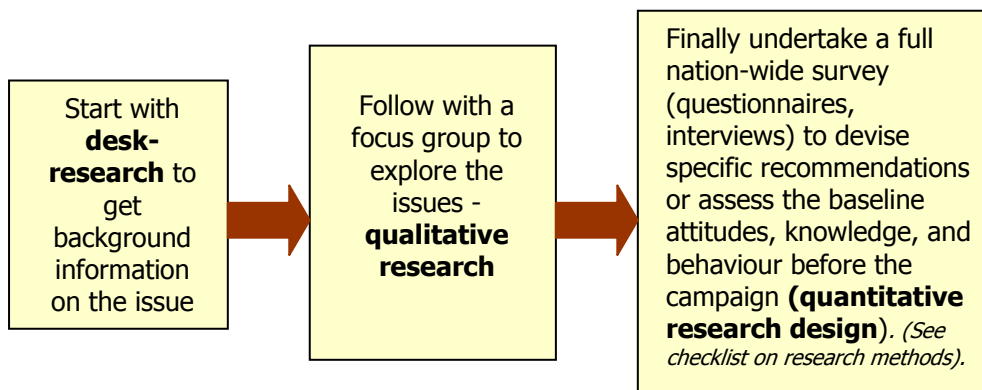 Start with
desk-
research to
get
background
information
on the issue
Follow with a
focus group to
explore the
issues -
qualitative
research
Finally undertake a full
nation-wide survey
(questionnaires,
interviews) to devise
specific recommendations
or assess the baseline
attitudes, knowledge, and
behaviour before the
campaign (quantitative
research design). (See
checklist on research methods).